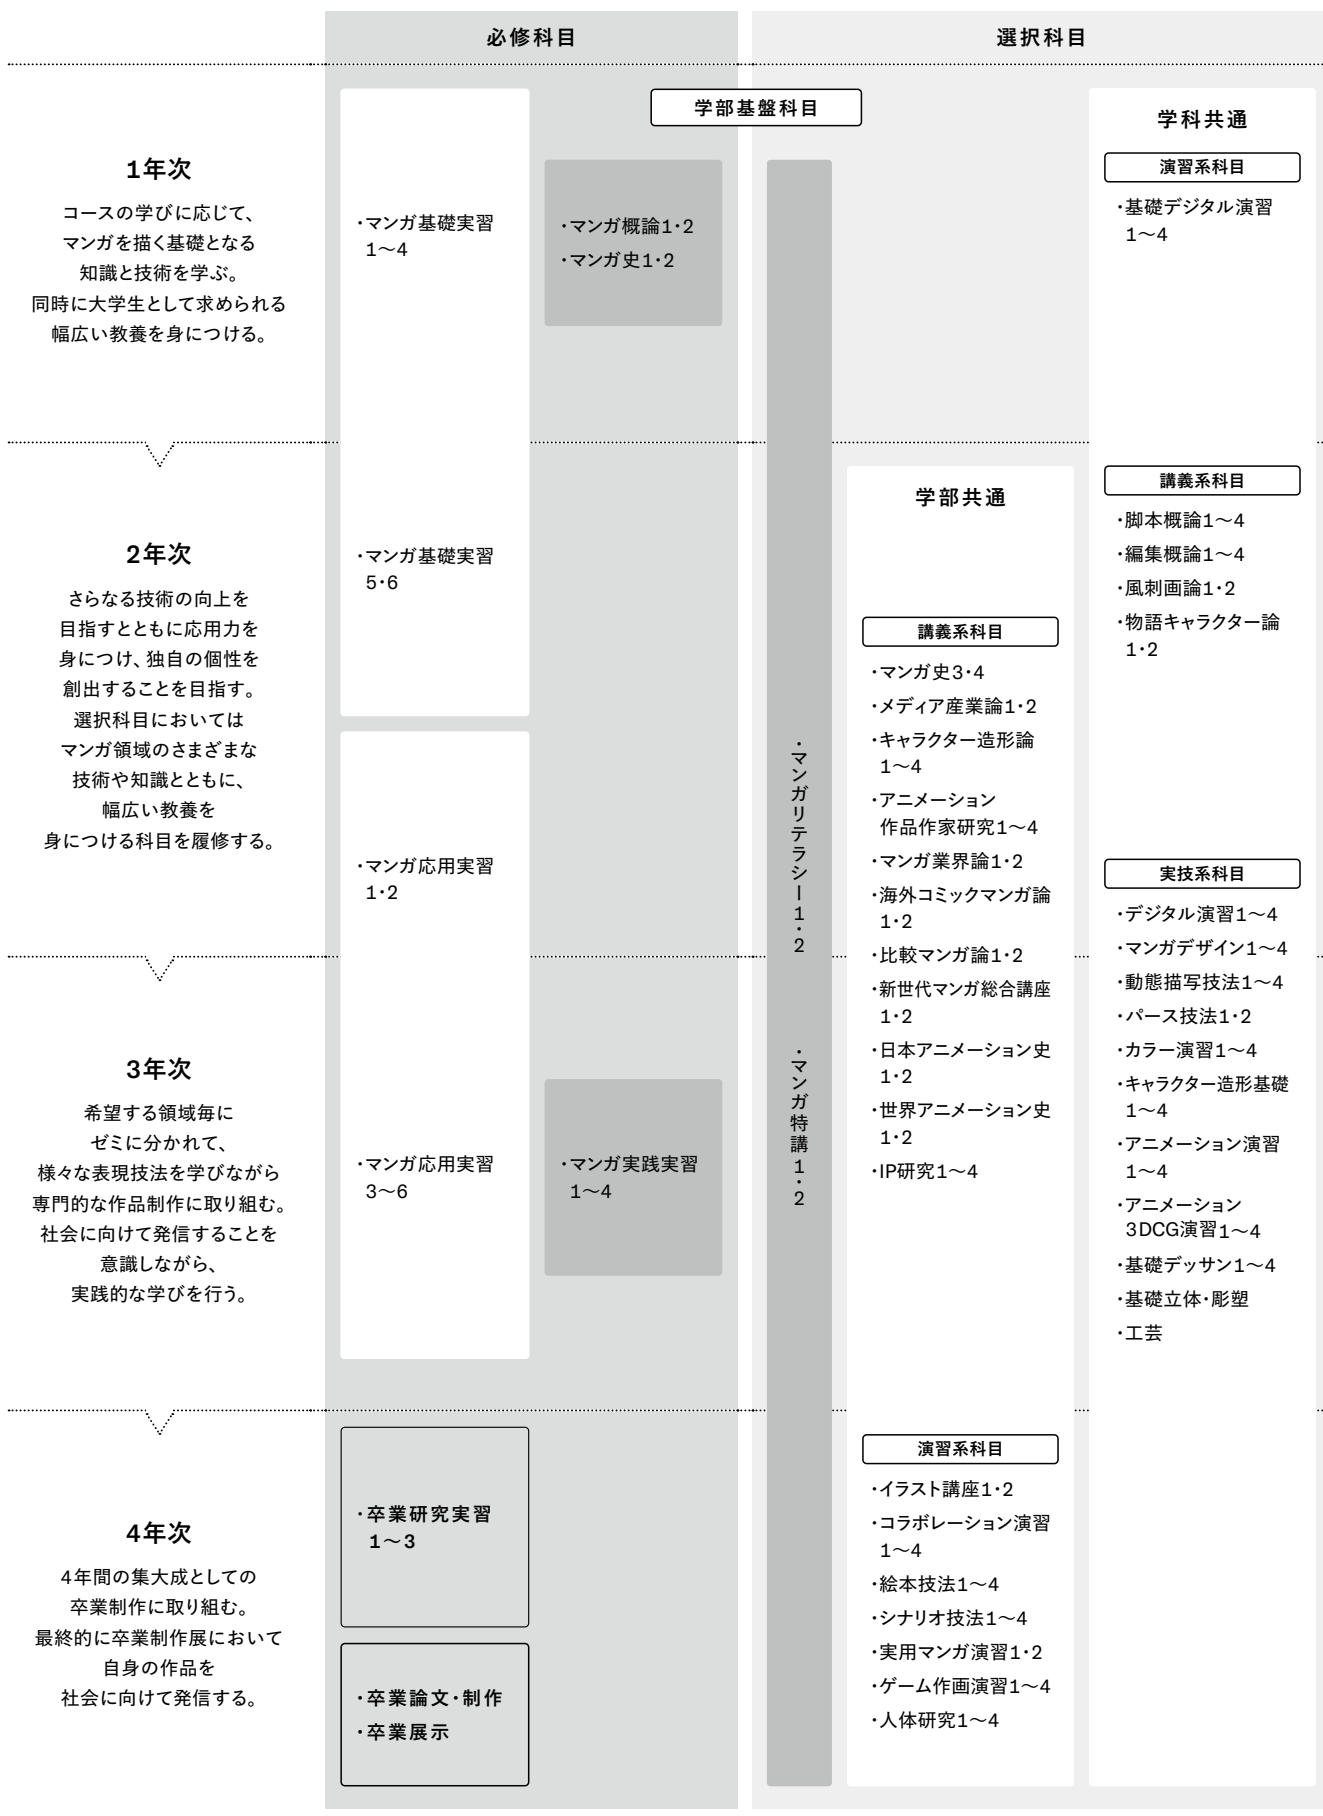 必修科目
選択科目
学部基盤科目
1年次
コースの学びに応じて、
マンガを描く基礎となる
知識と技術を学ぶ。
同時に大学生として求められる
幅広い教養を身につける。
・マンガ基礎実習
1〜4
・マンガ概論1・2
・マンガ史1・2
2年次
さらなる技術の向上を
目指すとともに応用力を
身につけ、独自の個性を
創出することを目指す。
選択科目においては
マンガ領域のさまざまな
技術や知識とともに、
幅広い教養を
身につける科目を履修する。
・マンガ基礎実習
5・6
・マンガ応用実習
1・2
3年次
希望する領域毎に
ゼミに分かれて、
様々な表現技法を学びながら
専門的な作品制作に取り組む。
社会に向けて発信することを
意識しながら、
実践的な学びを行う。
・マンガ応用実習
3〜6
・マンガ実践実習
1〜4
4年次
4年間の集大成としての
卒業制作に取り組む。
最終的に卒業制作展において
自身の作品を
社会に向けて発信する。
・卒業研究実習
1〜3
・卒業論文・制作
・卒業展示
・マンガリテラシー1・2
・マンガ特講1・2
学部共通
講義系科目
・マンガ史3・4
・メディア産業論1・2
・キャラクター造形論
1〜4
・アニメーション
作品作家研究1〜4
・マンガ業界論1・2
・海外コミックマンガ論
1・2
・比較マンガ論1・2
・新世代マンガ総合講座
1・2
・日本アニメーション史
1・2
・世界アニメーション史
1・2
・IP研究1〜4
演習系科目
・イラスト講座1・2
・コラボレーション演習
1〜4
・絵本技法1〜4
・シナリオ技法1〜4
・実用マンガ演習1・2
・ゲーム作画演習1〜4
・人体研究1〜4
学科共通
演習系科目
・基礎デジタル演習
1〜4
講義系科目
・脚本概論1〜4
・編集概論1〜4
・風刺画論1・2
・物語キャラクター論
1・2
実技系科目
・デジタル演習1〜4
・マンガデザイン1〜4
・動態描写技法1〜4
・パース技法1・2
・カラー演習1〜4
・キャラクター造形基礎
1〜4
・アニメーション演習
1〜4
・アニメーション
3DCG演習1〜4
・基礎デッサン1〜4
・基礎立体・彫塑
・工芸